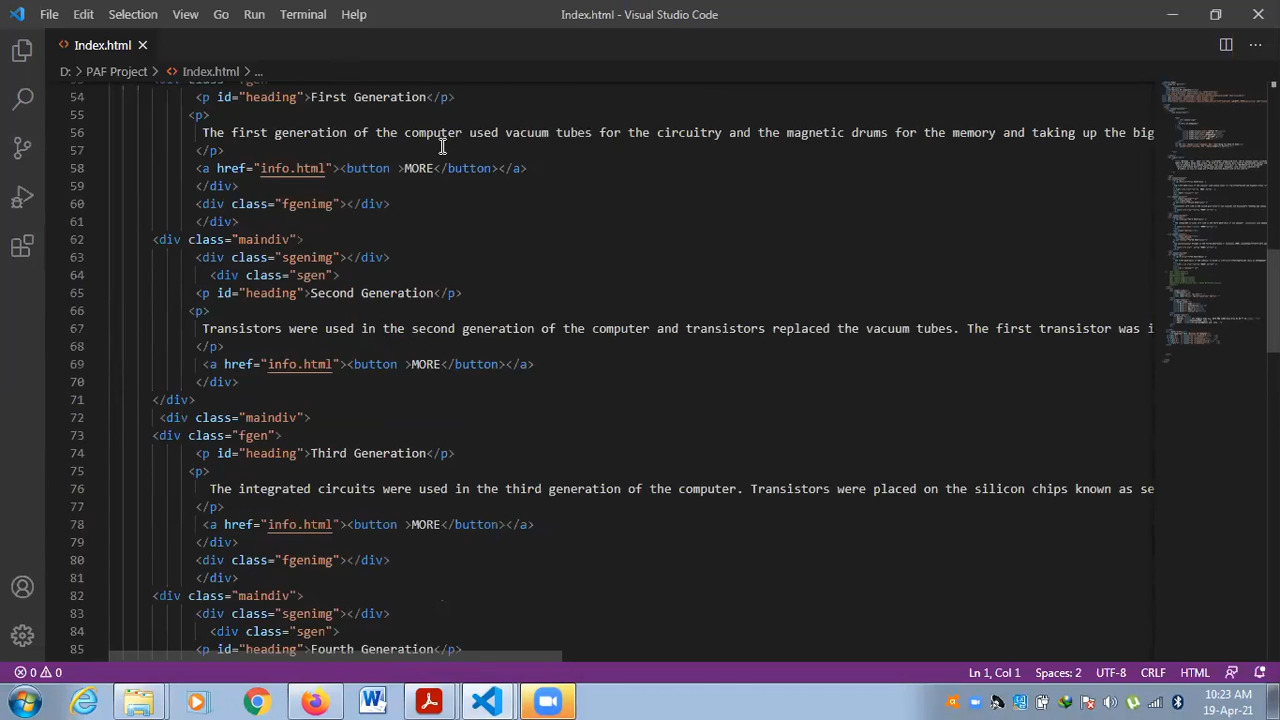 File Edit Selection View Go Run Terminal Help
Index.html - Visual Studio Code
Index.html
D: > PAF Project > Index.html > ...
54 <p id="heading">First Generation</p>
55 <p>
56 The first generation of the computer used vacuum tubes for the circuitry and the magnetic drums for the memory and taking up the big
57 </p>
58 <a href="info.html"><button >MORE</button></a>
59 </div>
60 <div class="fgenimg"></div>
61 </div>
62 <div class="maindiv">
63 <div class="sgenimg"></div>
64 <div class="sgen">
65 <p id="heading">Second Generation</p>
66 <p>
67 Transistors were used in the second generation of the computer and transistors replaced the vacuum tubes. The first transistor was i
68 </p>
69 <a href="info.html"><button >MORE</button></a>
70 </div>
71 </div>
72 <div class="maindiv">
73 <div class="fgen">
74 <p id="heading">Third Generation</p>
75 <p>
76 The integrated circuits were used in the third generation of the computer. Transistors were placed on the silicon chips known as se
77 </p>
78 <a href="info.html"><button >MORE</button></a>
79 </div>
80 <div class="fgenimg"></div>
81 </div>
82 <div class="maindiv">
83 <div class="sgenimg"></div>
84 <div class="sgen">
85 <p id="heading">Fourth Generation</p>
0 0
Ln 1, Col 1 Spaces: 2 UTF-8 CRLF HTML
10:23 AM
19-Apr-21